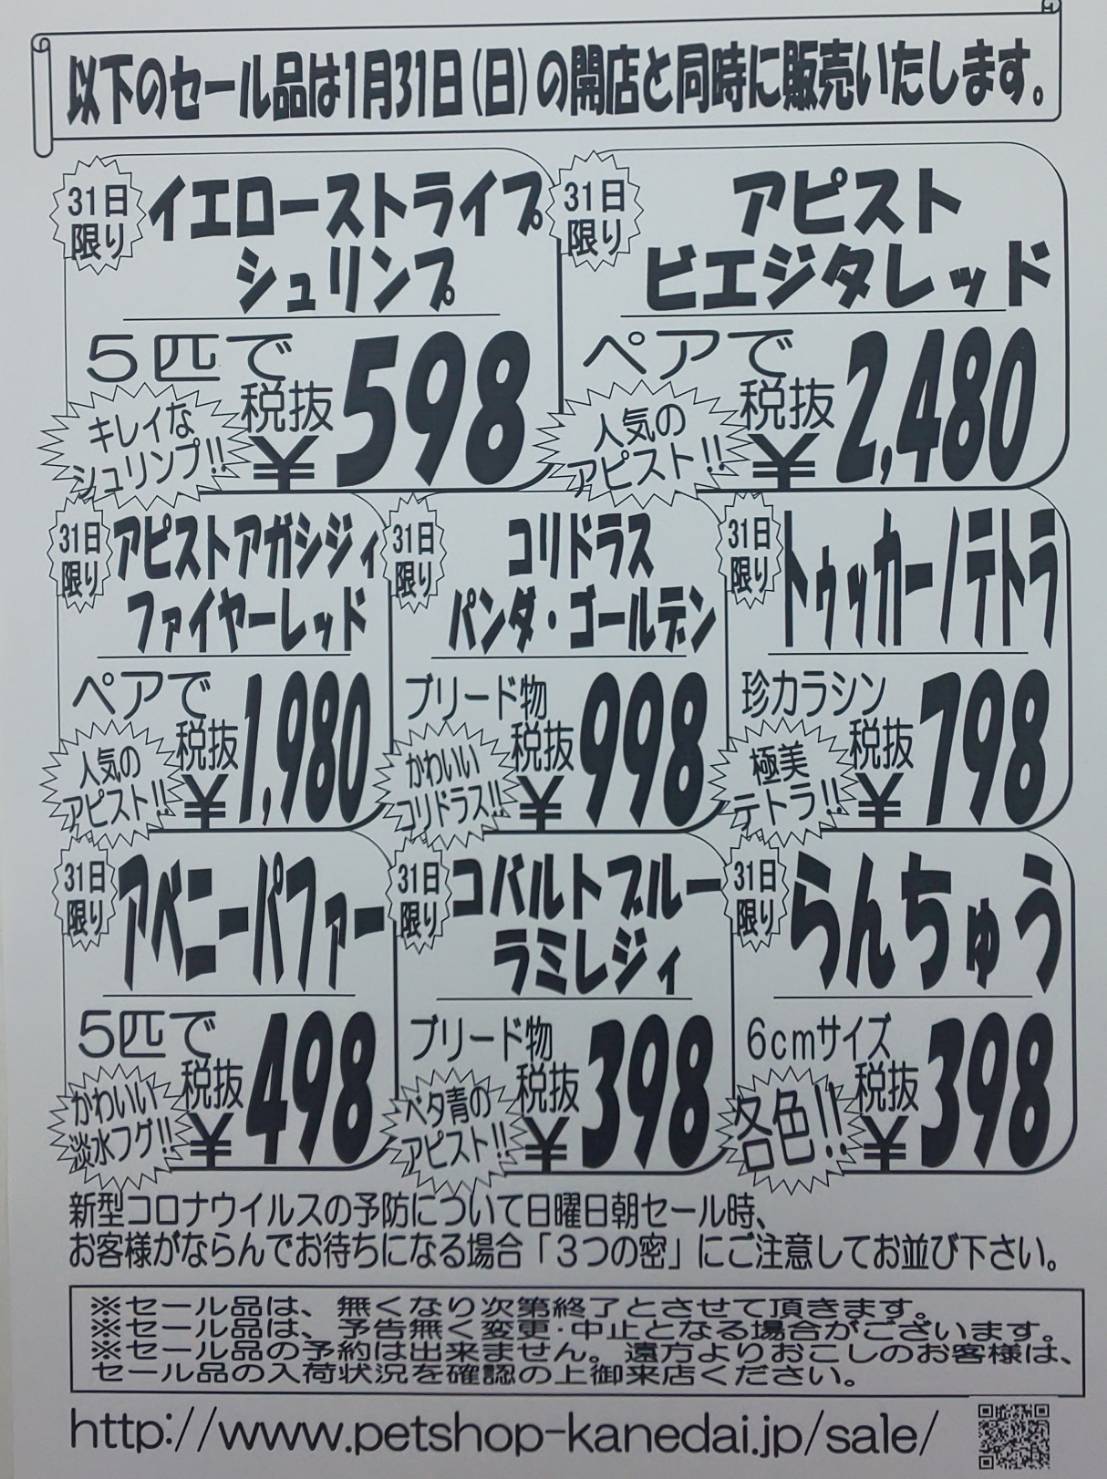 以下のセール品は1月31日(日)の開店と同時に販売いたします。
31日
限り
イエローストライプ
シュリンプ
5匹で
キレイな
シュリンプ!!
税抜
¥598
31日
限り
アピスト
ビエジタレッド
ペアで
人気の
アピスト!!
税抜
¥2,480
31日
限り
アピストアガシジィ
ファイヤーレッド
ペアで
人気の
アピスト!!
税抜
¥1,980
31日
限り
コリドラス
パンダ・ゴールデン
ブリード物
かわいい
コリドラス!!
税抜
¥998
31日
限り
トゥッカーノテトラ
珍カラシン
極美
テトラ!!
税抜
¥798
31日
限り
アベニーパファー
5匹で
かわいい
淡水フグ!!
税抜
¥498
31日
限り
コバルトブルー
ラミレジィ
ブリード物
ベタ青の
アピスト!!
税抜
¥398
31日
限り
らんちゅう
6cmサイズ
各色!!
税抜
¥398
新型コロナウイルスの予防について日曜日朝セール時、
お客様がならんでお待ちになる場合「3つの密」にご注意してお並び下さい。
※セール品は、無くなり次第終了とさせて頂きます。
※セール品は、予告無く変更・中止となる場合がございます。
※セール品の予約は出来ません。遠方よりおこしのお客様は、
セール品の入荷状況を確認の上御来店ください。
http://www.petshop-kanedai.jp/sale/